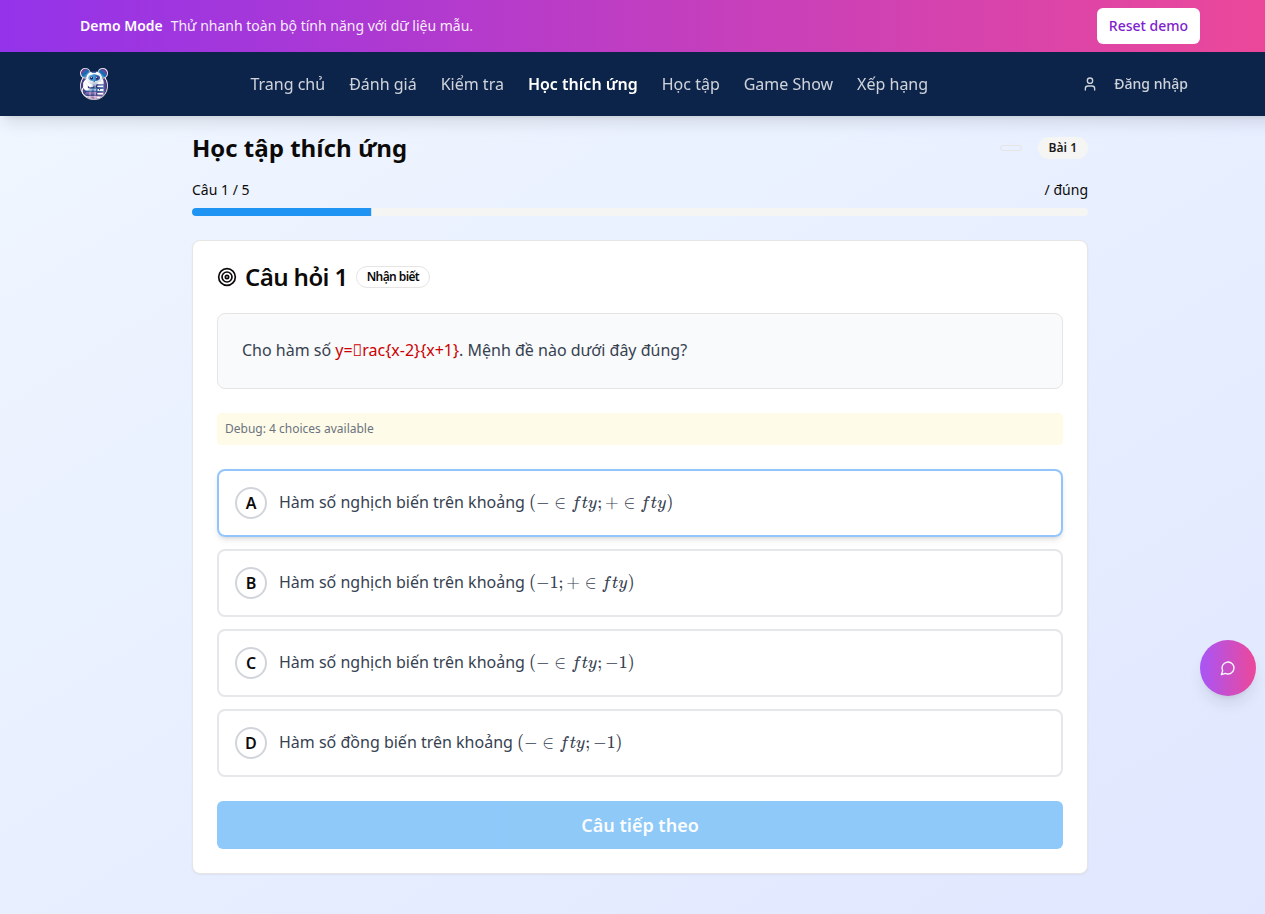 Demo Mode Thử nhanh toàn bộ tính năng với dữ liệu mẫu.
Reset demo
Trang chủ Đánh giá Kiểm tra Học thích ứng Học tập Game Show Xếp hạng Đăng nhập
Học tập thích ứng
Bài 1
Câu 1 / 5
/ đúng
Câu hỏi 1 Nhận biết
Cho hàm số y=▯rac{x-2}{x+1}. Mệnh đề nào dưới đây đúng?
Debug: 4 choices available
A Hàm số nghịch biến trên khoảng (− ∈ fty; + ∈ fty)
B Hàm số nghịch biến trên khoảng (−1; + ∈ fty)
C Hàm số nghịch biến trên khoảng (− ∈ fty; −1)
D Hàm số đồng biến trên khoảng (− ∈ fty; −1)
Câu tiếp theo